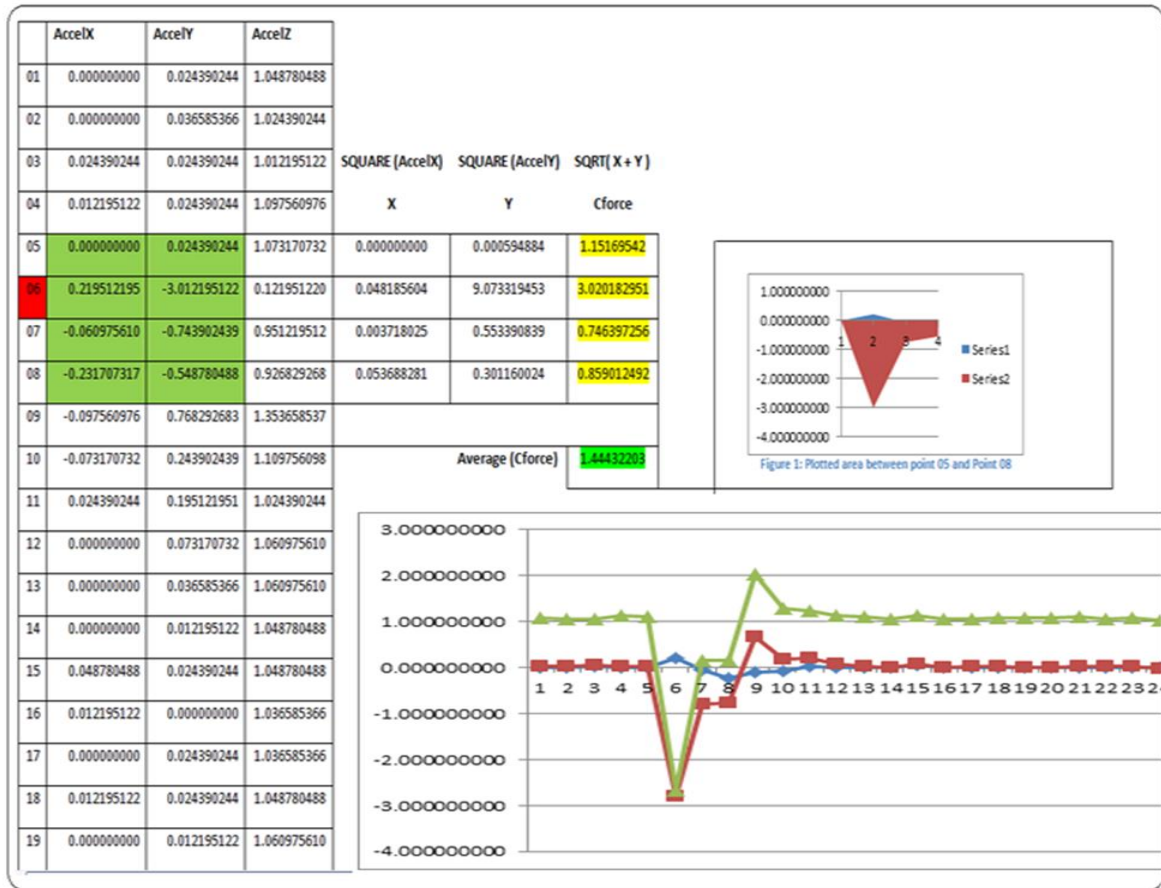 AccelX AccelY AccelZ
01 0.000000000 0.024390244 1.048780488
02 0.000000000 0.036585366 1.024390244
03 0.024390244 0.024390244 1.012195122 SQUARE (AccelX) SQUARE (AccelY) SQRT( X + Y )
04 0.012195122 0.024390244 1.097560976 X Y Cforce
05 0.000000000 0.024390244 1.073170732 0.000000000 0.000594884 1.15169542
06 0.219512195 -3.012195122 0.121951220 0.048185604 9.073319453 3.020182951
07 -0.060975610 -0.743902439 0.951219512 0.003718025 0.553390839 0.746397256
08 -0.231707317 -0.548780488 0.926829268 0.053688281 0.301160024 0.859012492
09 -0.097560976 0.768292683 1.353658537
10 -0.073170732 0.243902439 1.109756098 Average (Cforce) 1.44432203
11 0.024390244 0.195121951 1.024390244
12 0.000000000 0.073170732 1.060975610
13 0.000000000 0.036585366 1.060975610
14 0.000000000 0.012195122 1.048780488
15 0.048780488 0.024390244 1.048780488
16 0.012195122 0.000000000 1.036585366
17 0.000000000 0.024390244 1.036585366
18 0.012195122 0.024390244 1.048780488
19 0.000000000 0.012195122 1.060975610
1.000000000
0.000000000
1 2 3 4
-1.000000000
-2.000000000
-3.000000000
-4.000000000
Series1
Series2
Figure 1: Plotted area between point 05 and Point 08
3.000000000
2.000000000
1.000000000
0.000000000
1 2 3 4 5 6 7 8 9 10 11 12 13 14 15 16 17 18 19 20 21 22 23
-1.000000000
-2.000000000
-3.000000000
-4.000000000